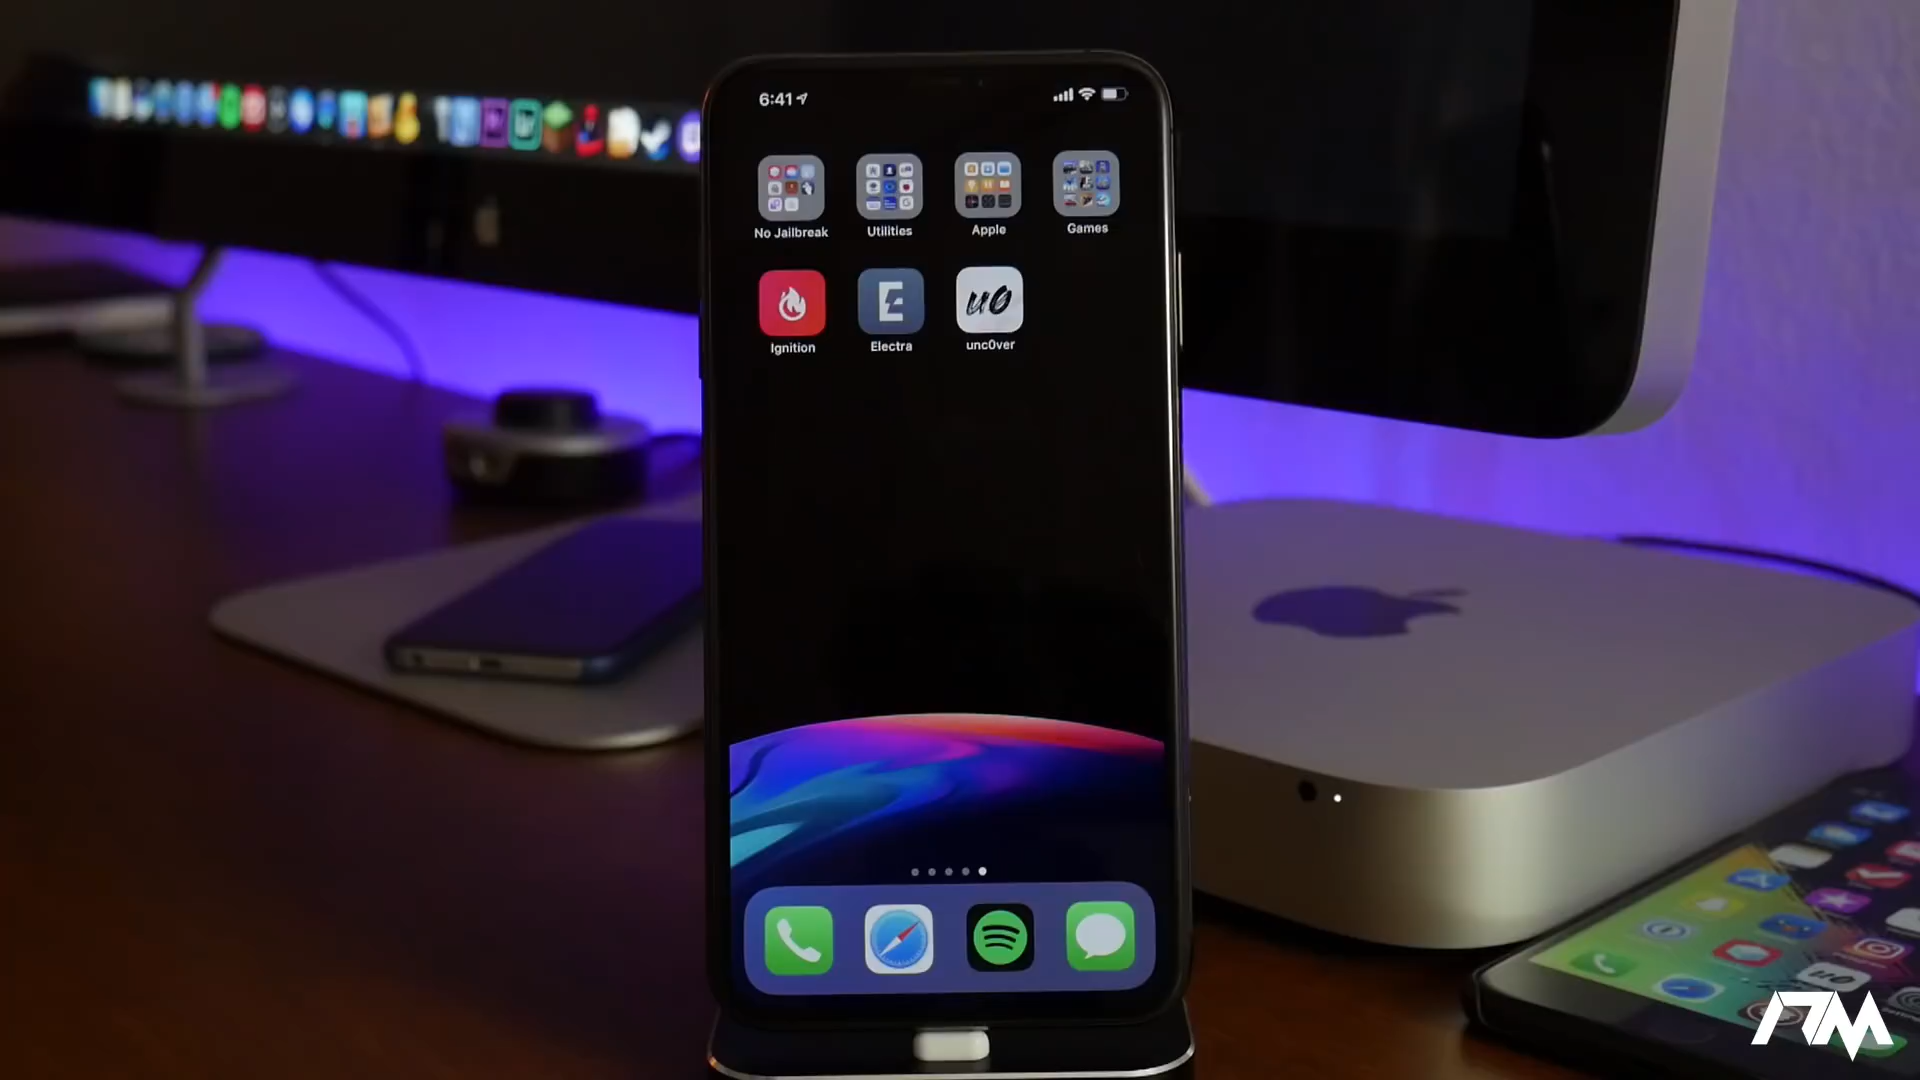 6:41
No Jailbreak
Utilities
Apple
Games
Ignition
Electra
unc0ver